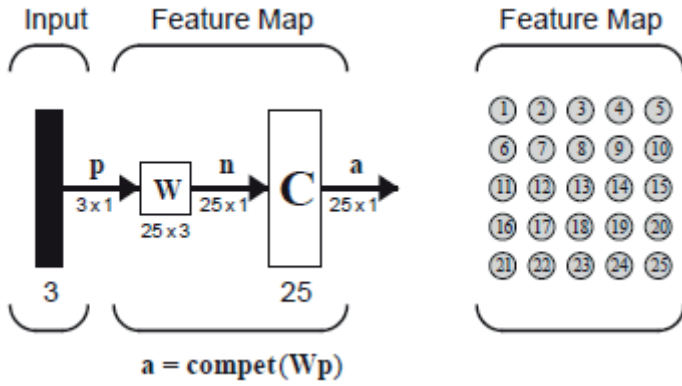 Input Feature Map Feature Map
p W n C a
3x1 25x3 25x1 25x1
3 25
a = compet(Wp)
1 2 3 4 5
6 7 8 9 10
11 12 13 14 15
16 17 18 19 20
21 22 23 24 25